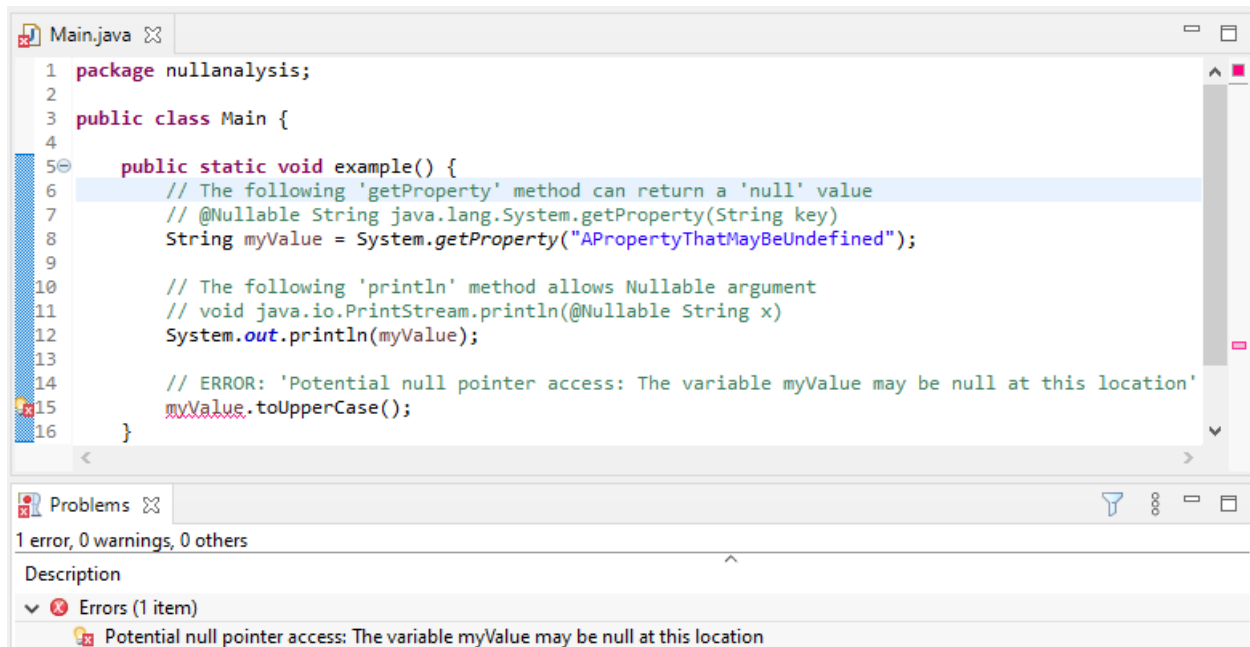 Main.java
1 package nullanalysis;
2
3 public class Main {
4
5 public static void example() {
6 // The following 'getProperty' method can return a 'null' value
7 // @Nullable String java.lang.System.getProperty(String key)
8 String myValue = System.getProperty("APropertyThatMayBeUndefined");
9
10 // The following 'println' method allows Nullable argument
11 // void java.io.PrintStream.println(@Nullable String x)
12 System.out.println(myValue);
13
14 // ERROR: 'Potential null pointer access: The variable myValue may be null at this location'
15 myValue.toUpperCase();
16 }
Problems
1 error, 0 warnings, 0 others
Description
Errors (1 item)
Potential null pointer access: The variable myValue may be null at this location